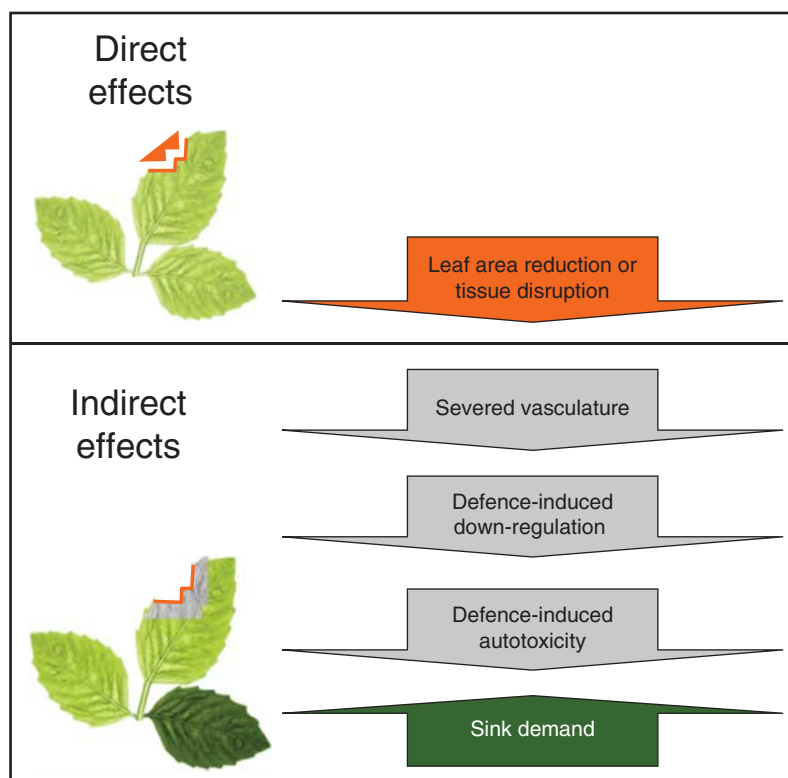 Direct
effects
Leaf area reduction or
tissue disruption
Indirect
effects
Severed vasculature
Defence-induced
down-regulation
Defence-induced
autotoxicity
Sink demand